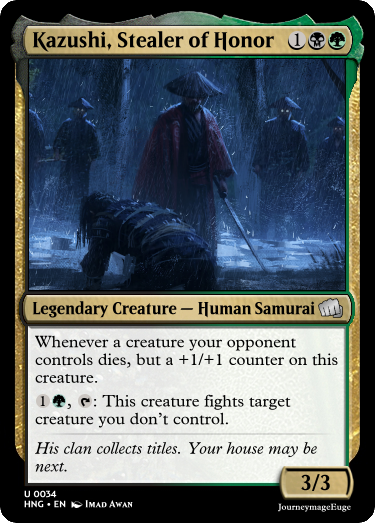 Kazushi, Stealer of Honor 1
Legendary Creature — Human Samurai
Whenever a creature your opponent
controls dies, but a +1/+1 counter on this
creature.
1, : This creature fights target
creature you don't control.
His clan collects titles. Your house may be
next.
3/3
U 0034
HNG • EN Imad Awan
JourneymageEuge